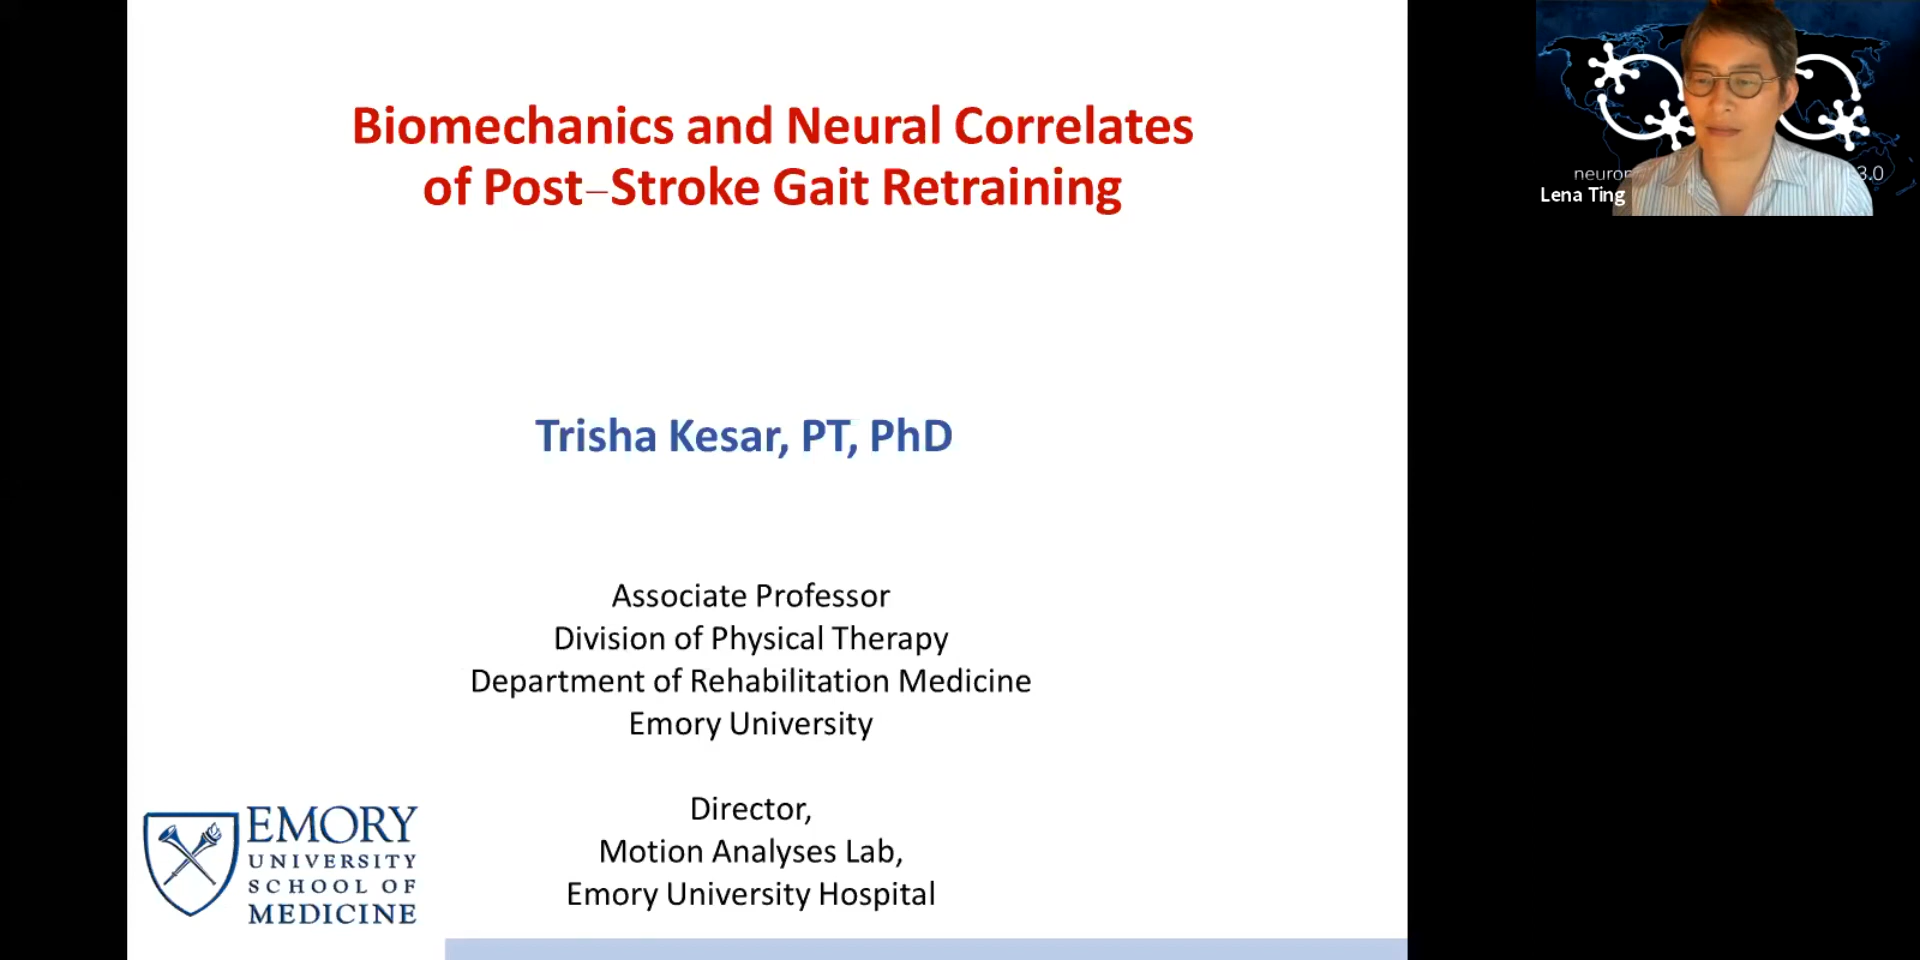 Biomechanics and Neural Correlates
of Post–Stroke Gait Retraining
Trisha Kesar, PT, PhD
Associate Professor
Division of Physical Therapy
Department of Rehabilitation Medicine
Emory University
Director,
Motion Analyses Lab,
Emory University Hospital
EMORY
UNIVERSITY
SCHOOL OF
MEDICINE
3.0
Lena Ting